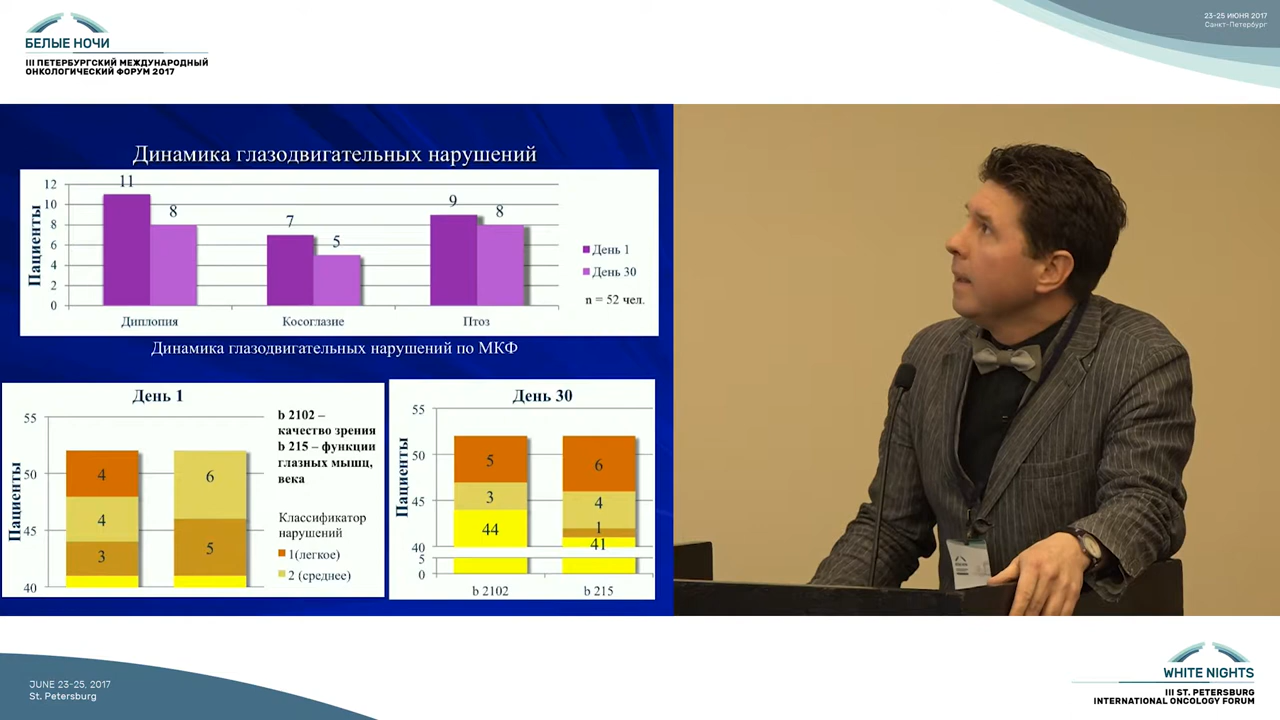 БЕЛЫЕ НОЧИ
III ПЕТЕРБУРГСКИЙ МЕЖДУНАРОДНЫЙ
ОНКОЛОГИЧЕСКИЙ ФОРУМ 2017
23-25 ИЮНЯ 2017
Санкт-Петербург
Динамика глазодвигательных нарушений
Пациенты
12
10
8
6
4
2
0
11
8
7
5
9
8
Диплопия
Косоглазие
Птоз
День 1
День 30
n = 52 чел.
Динамика глазодвигательных нарушений по МКФ
День 1
Пациенты
55
50
45
40
4
4
3
6
5
b 2102 –
качество зрения
b 215 – функции
глазных мышц,
века
Классификатор
нарушений
1(легкое)
2 (среднее)
День 30
Пациенты
55
50
45
40
5
0
5
3
44
6
4
1
41
b 2102
b 215
JUNE 23-25, 2017
St. Petersburg
WHITE NIGHTS
III ST. PETERSBURG
INTERNATIONAL ONCOLOGY FORUM